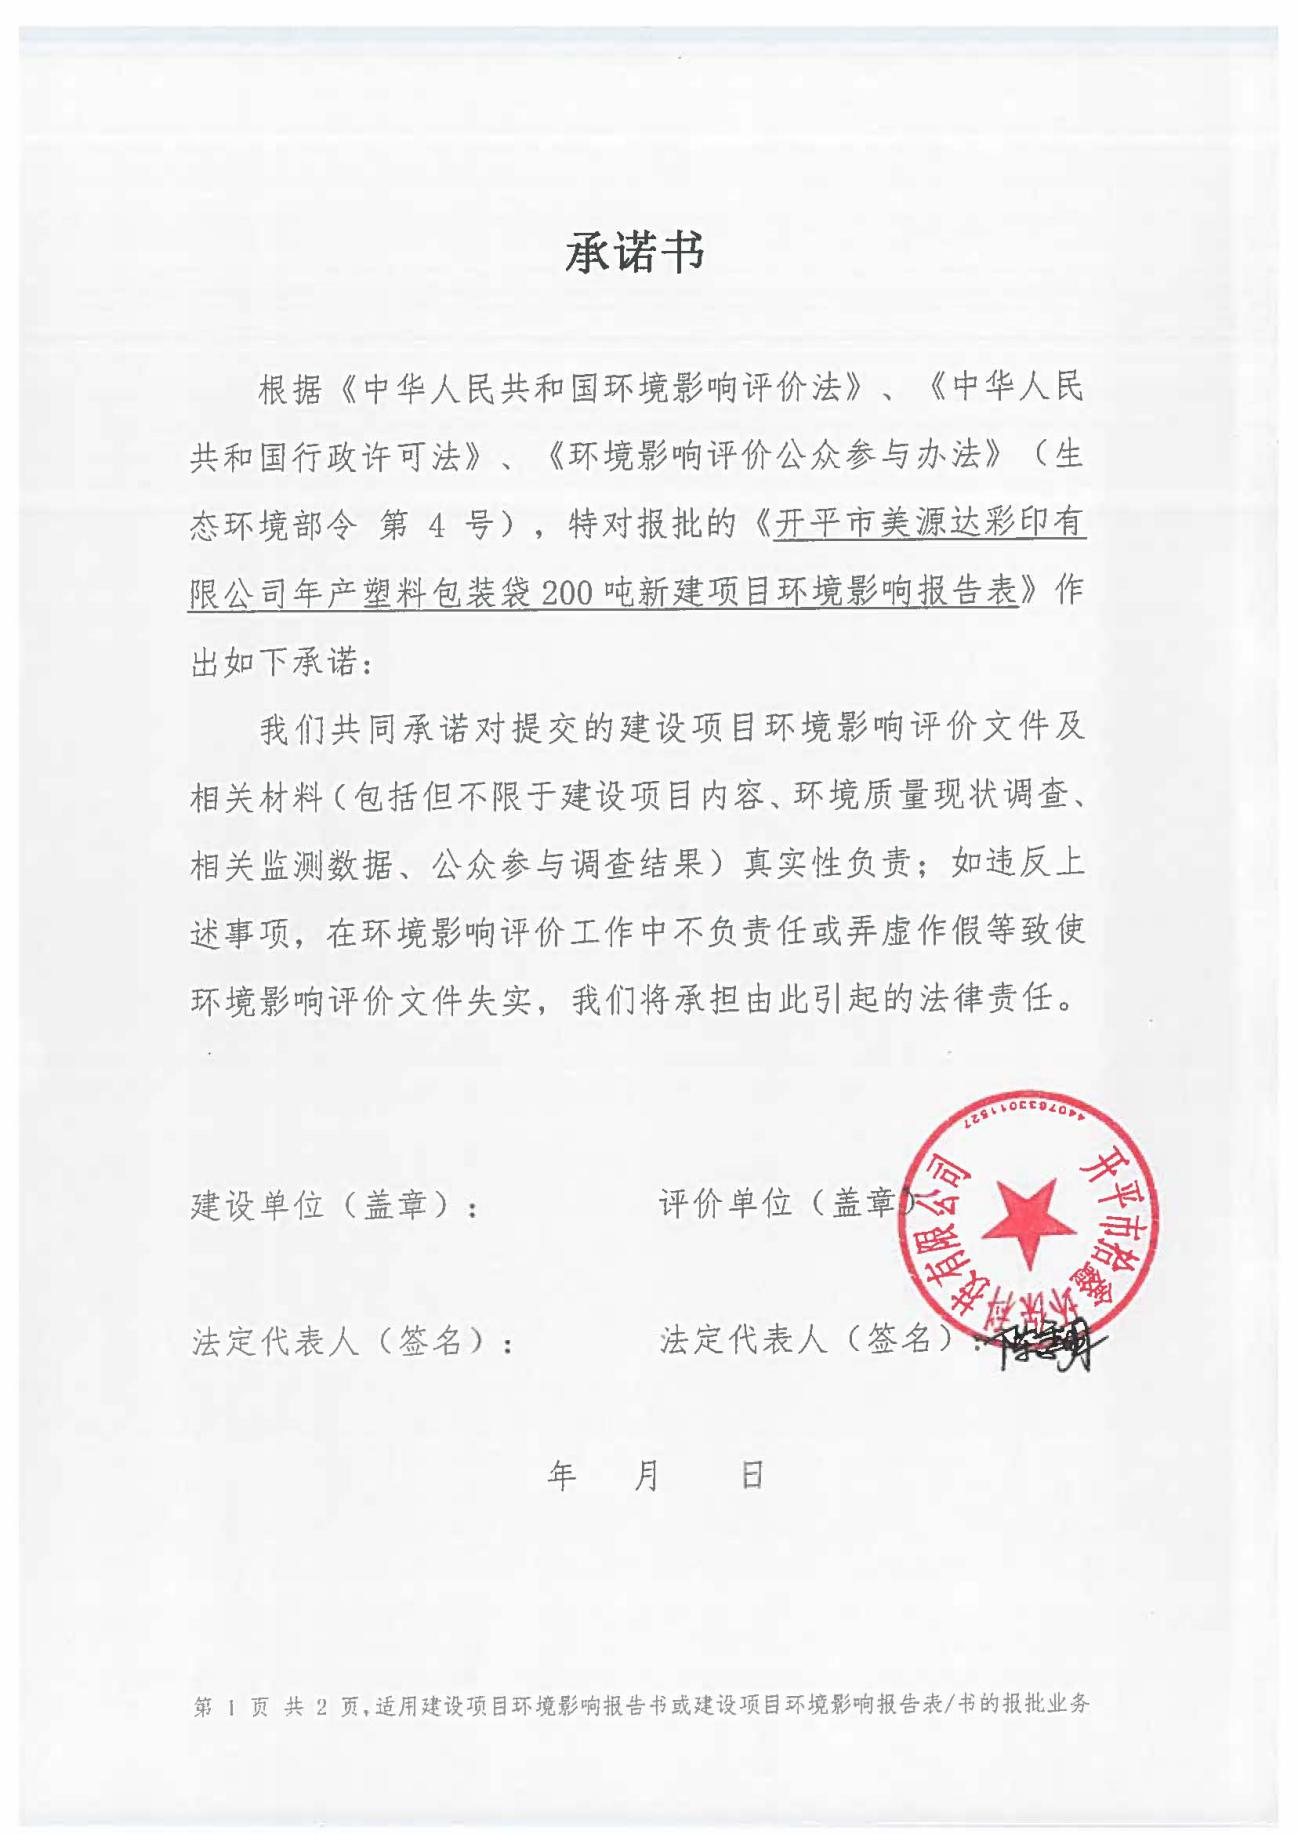 承诺书
根据《中华人民共和国环境影响评价法》、《中华人民
共和国行政许可法》、《环境影响评价公众参与办法》（生
态环境部令 第 4 号），特对报批的《开平市美源达彩印有
限公司年产塑料包装袋 200 吨新建项目环境影响报告表》作
出如下承诺：
我们共同承诺对提交的建设项目环境影响评价文件及
相关材料（包括但不限于建设项目内容、环境质量现状调查、
相关监测数据、公众参与调查结果）真实性负责；如违反上
述事项，在环境影响评价工作中不负责任或弄虚作假等致使
环境影响评价文件失实，我们将承担由此引起的法律责任。
建设单位（盖章）： 评价单位（盖章）
开平市裕鑫环保科技有限公司
法定代表人（签名）： 法定代表人（签名）：
年 月 日
第 1 页 共 2 页，适用建设项目环境影响报告书或建设项目环境影响报告表/书的报批业务